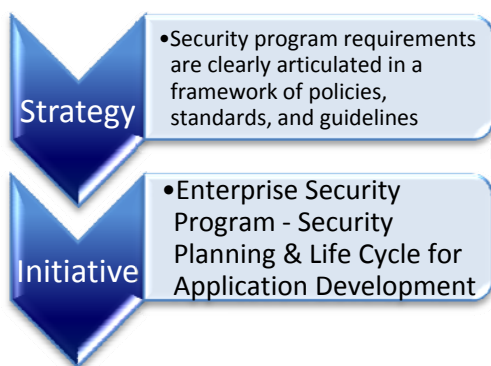 Strategy
•Security program requirements
are clearly articulated in a
framework of policies,
standards, and guidelines
Initiative
•Enterprise Security
Program - Security
Planning & Life Cycle for
Application Development